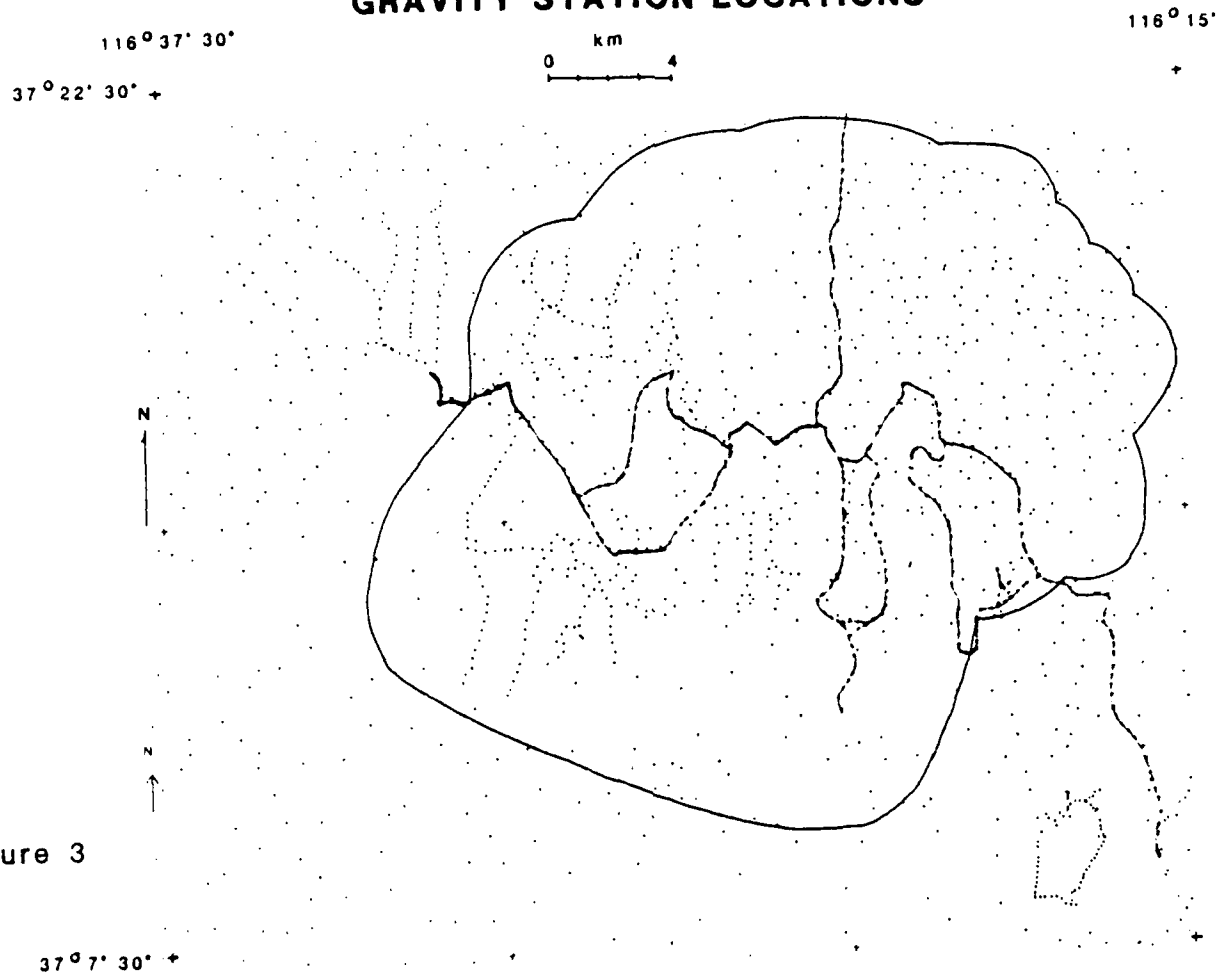 GRAVITY STATION LOCATIONS
116° 37' 30"
116° 15'
km
0 4
37° 22' 30"
N
N
ure 3
37° 7' 30"